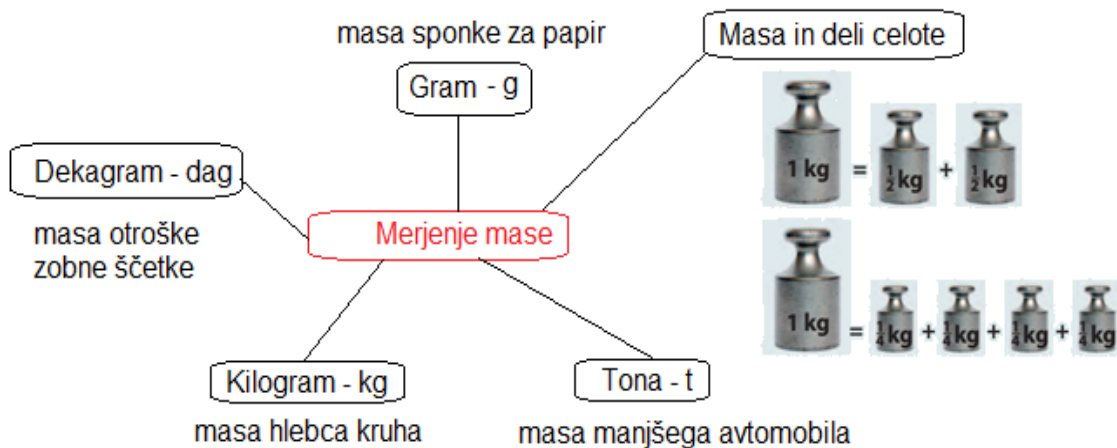 masa sponke za papir
Gram - g
Masa in deli celote
1 kg = ½ kg + ½ kg
Dekagram - dag
masa otroške
zobne ščetke
Merjenje mase
1 kg = ¼ kg + ¼ kg + ¼ kg + ¼ kg
Kilogram - kg
masa hlebca kruha
Tona - t
masa manjšega avtomobila